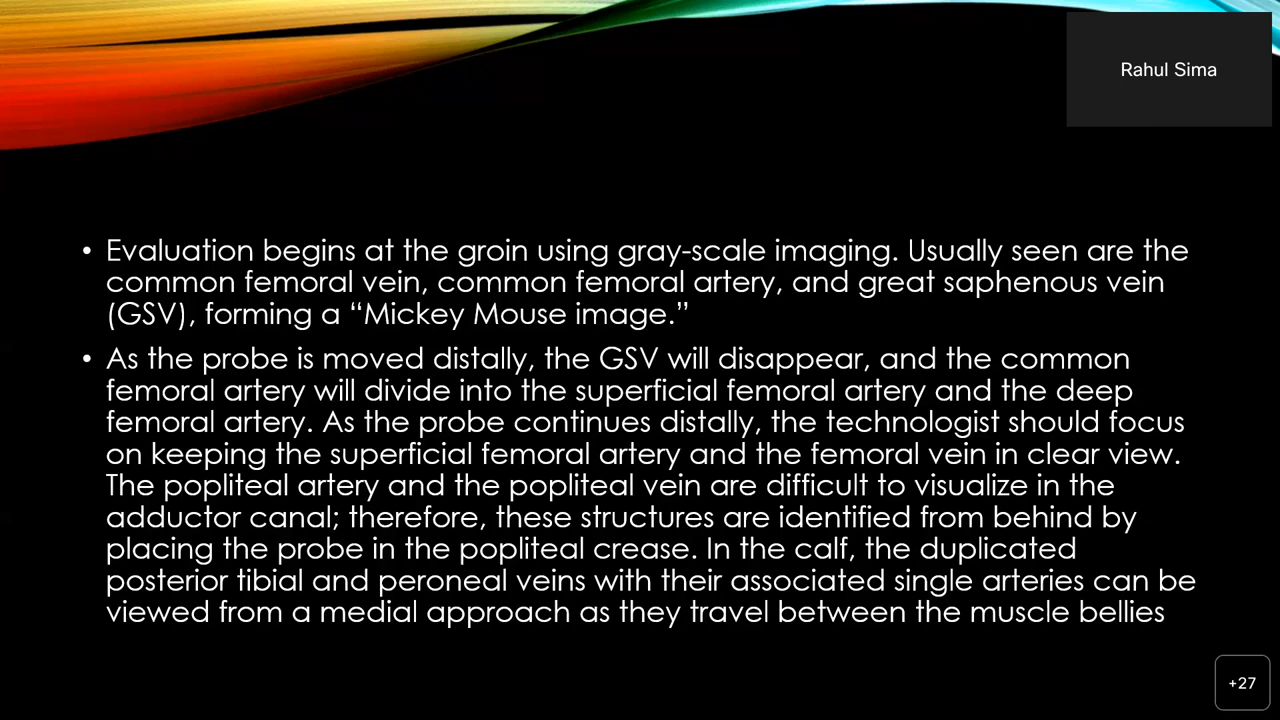 Rahul Sima
• Evaluation begins at the groin using gray-scale imaging. Usually seen are the
common femoral vein, common femoral artery, and great saphenous vein
(GSV), forming a “Mickey Mouse image.”
• As the probe is moved distally, the GSV will disappear, and the common
femoral artery will divide into the superficial femoral artery and the deep
femoral artery. As the probe continues distally, the technologist should focus
on keeping the superficial femoral artery and the femoral vein in clear view.
The popliteal artery and the popliteal vein are difficult to visualize in the
adductor canal; therefore, these structures are identified from behind by
placing the probe in the popliteal crease. In the calf, the duplicated
posterior tibial and peroneal veins with their associated single arteries can be
viewed from a medial approach as they travel between the muscle bellies
+27